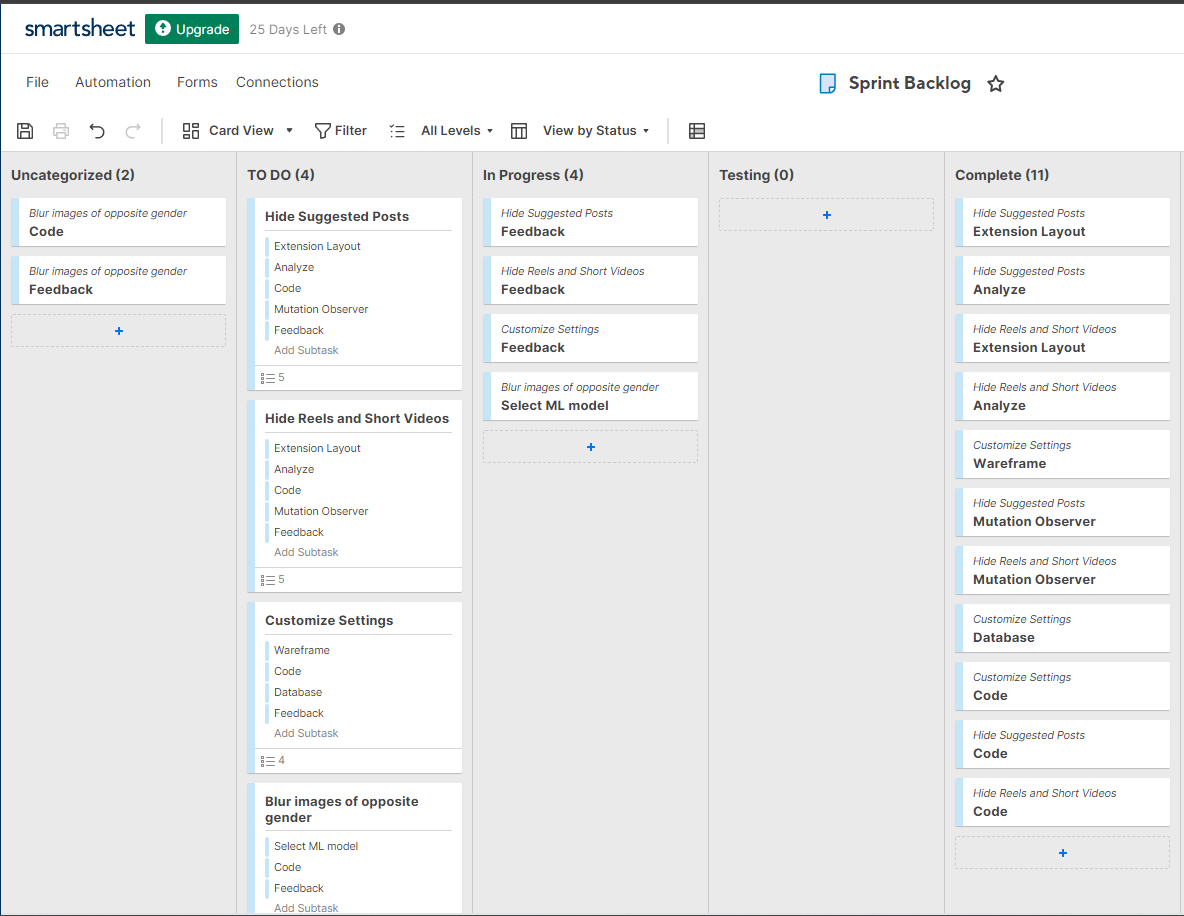 smartsheet
Upgrade
25 Days Left
File
Automation
Forms
Connections
Sprint Backlog
Card View
Filter
All Levels
View by Status
Uncategorized (2)
Blur images of opposite gender
Code
Blur images of opposite gender
Feedback
+
TO DO (4)
Hide Suggested Posts
Extension Layout
Analyze
Code
Mutation Observer
Feedback
Add Subtask
5
Hide Reels and Short Videos
Extension Layout
Analyze
Code
Mutation Observer
Feedback
Add Subtask
5
Customize Settings
Wareframe
Code
Database
Feedback
Add Subtask
4
Blur images of opposite
gender
Select ML model
Code
Feedback
Add Subtask
In Progress (4)
Hide Suggested Posts
Feedback
Hide Reels and Short Videos
Feedback
Customize Settings
Feedback
Blur images of opposite gender
Select ML model
+
Testing (0)
+
Complete (11)
Hide Suggested Posts
Extension Layout
Hide Suggested Posts
Analyze
Hide Reels and Short Videos
Extension Layout
Hide Reels and Short Videos
Analyze
Customize Settings
Wareframe
Hide Suggested Posts
Mutation Observer
Hide Reels and Short Videos
Mutation Observer
Customize Settings
Database
Customize Settings
Code
Hide Suggested Posts
Code
Hide Reels and Short Videos
Code
+